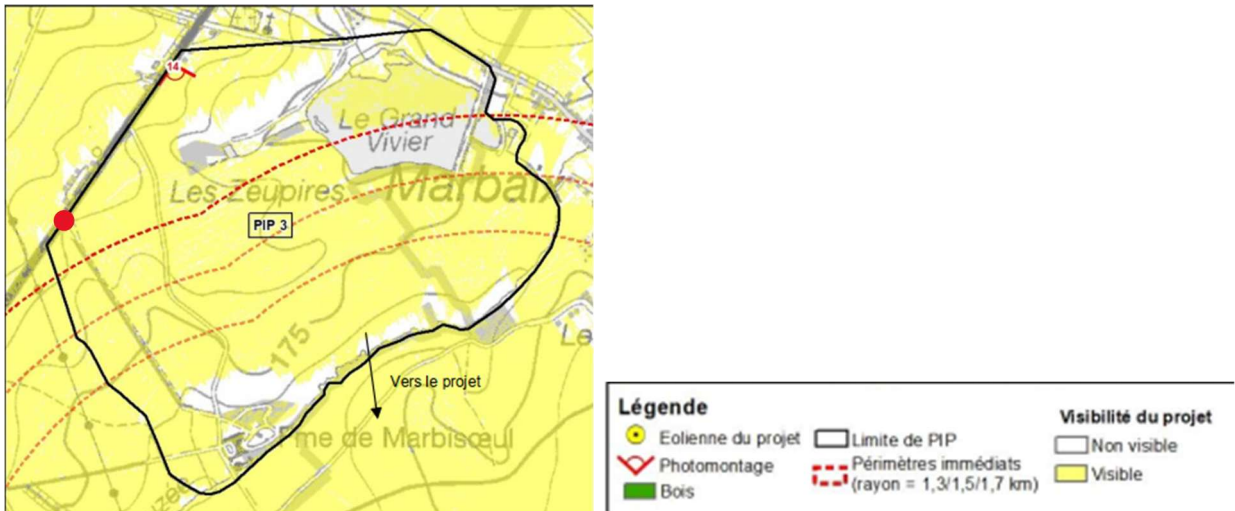 14
Le Grand
Vivier
Les Zeupires
Marbaix
PIP 3
175
Le
Vers le projet
me de Marbisœul
Légende
Eolienne du projet
Photomontage
Bois
Limite de PIP
Périmètres immédiats
(rayon = 1,3/1,5/1,7 km)
Visibilité du projet
Non visible
Visible